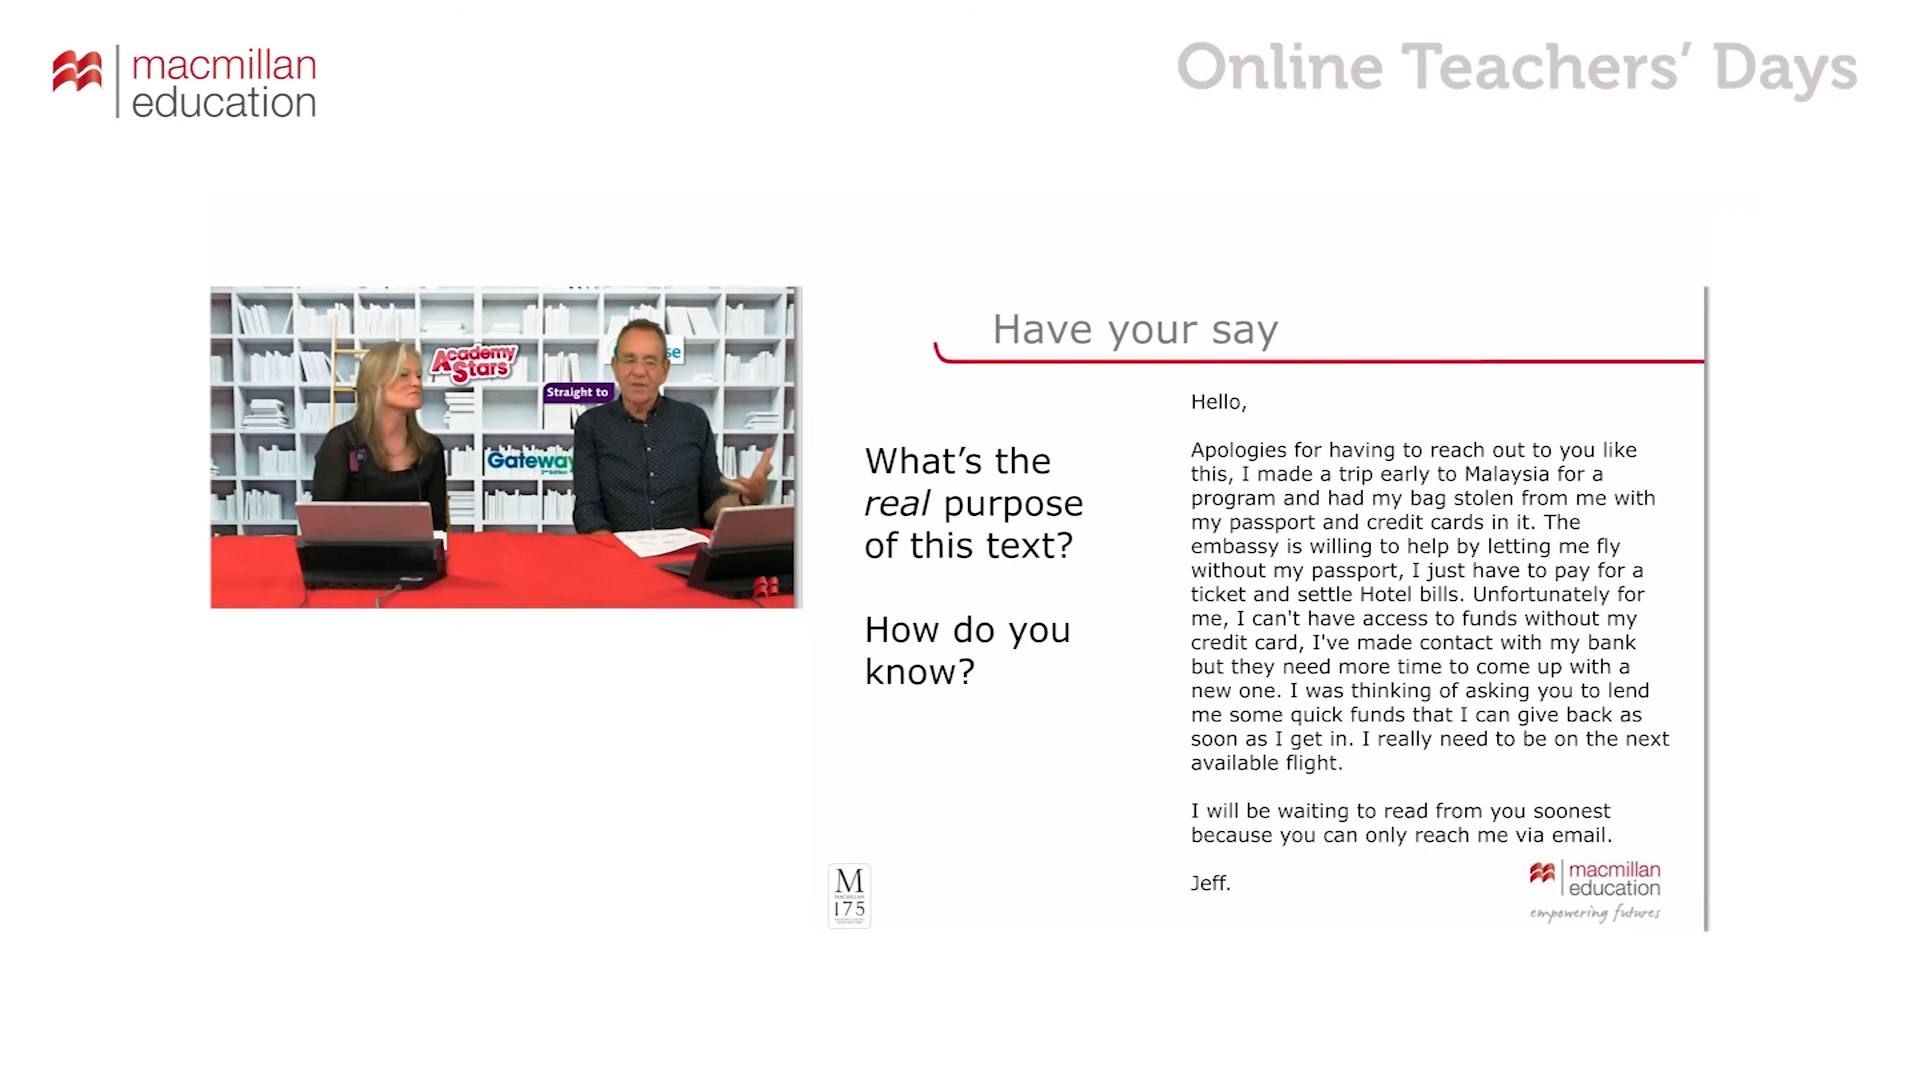 macmillan
education
Online Teachers’ Days
Academy
Stars
Straight to
se
Gateway
2nd Edition
Have your say
What’s the
real purpose
of this text?
How do you
know?
Hello,
Apologies for having to reach out to you like
this, I made a trip early to Malaysia for a
program and had my bag stolen from me with
my passport and credit cards in it. The
embassy is willing to help by letting me fly
without my passport, I just have to pay for a
ticket and settle Hotel bills. Unfortunately for
me, I can't have access to funds without my
credit card, I've made contact with my bank
but they need more time to come up with a
new one. I was thinking of asking you to lend
me some quick funds that I can give back as
soon as I get in. I really need to be on the next
available flight.
I will be waiting to read from you soonest
because you can only reach me via email.
Jeff.
M
MACMILLAN
175
macmillan
education
empowering futures